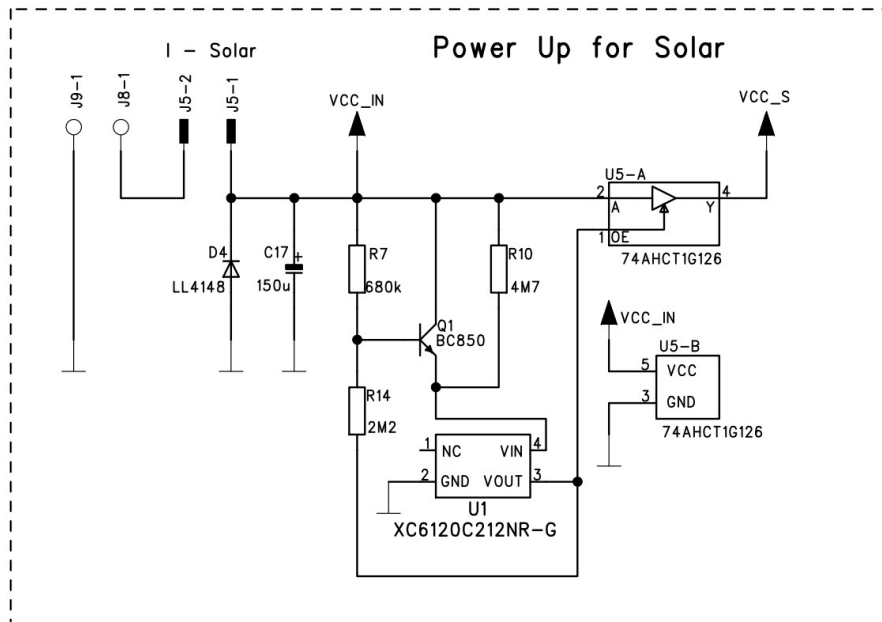 I - Solar
Power Up for Solar
J9-1
J8-1
J5-2
J5-1
VCC_IN
VCC_S
U5-A
2
A
Y
4
1
OE
74AHCT1G126
D4
LL4148
C17
+
150u
R7
680k
R10
4M7
Q1
BC850
VCC_IN
U5-B
5
VCC
3
GND
74AHCT1G126
R14
2M2
1
NC
VIN
4
2
GND
VOUT
3
U1
XC6120C212NR-G